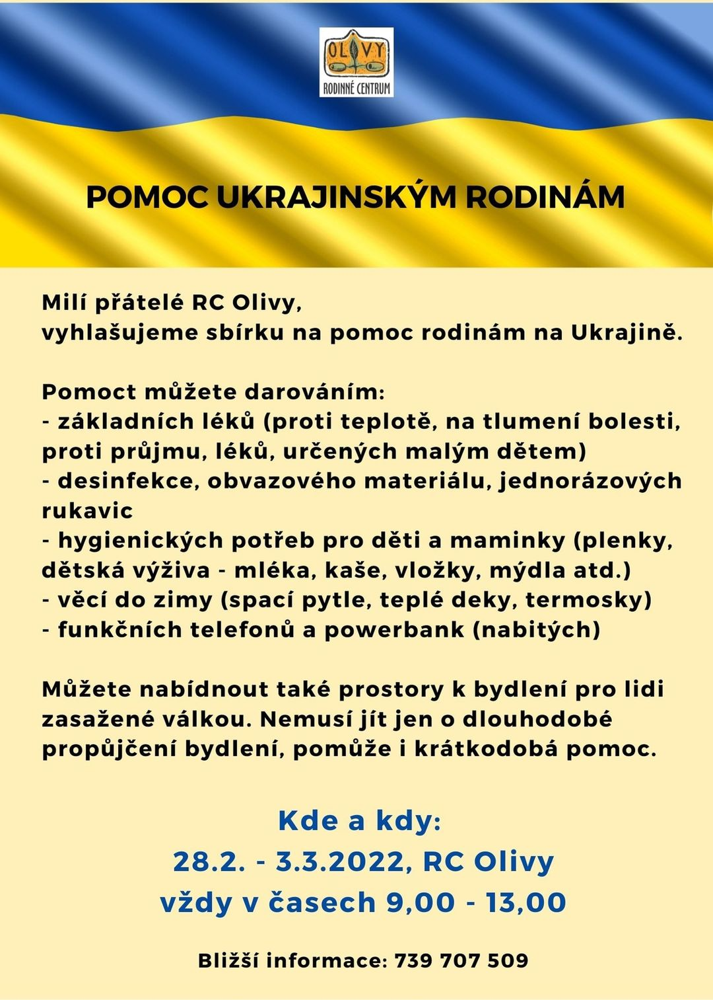 OLIVY
RODINNÉ CENTRUM
POMOC UKRAJINSKÝM RODINÁM
Milí přátelé RC Olivy,
vyhlašujeme sbírku na pomoc rodinám na Ukrajině.
Pomoct můžete darováním:
- základních léků (proti teplotě, na tlumení bolesti,
proti průjmu, léků, určených malým dětem)
- desinfekce, obvazového materiálu, jednorázových
rukavic
- hygienických potřeb pro děti a maminky (plenky,
dětská výživa - mléka, kaše, vložky, mýdla atd.)
- věcí do zimy (spací pytle, teplé deky, termosky)
- funkčních telefonů a powerbank (nabitých)
Můžete nabídnout také prostory k bydlení pro lidi
zasažené válkou. Nemusí jít jen o dlouhodobé
propůjčení bydlení, pomůže i krátkodobá pomoc.
Kde a kdy:
28.2. - 3.3.2022, RC Olivy
vždy v časech 9,00 - 13,00
Bližší informace: 739 707 509